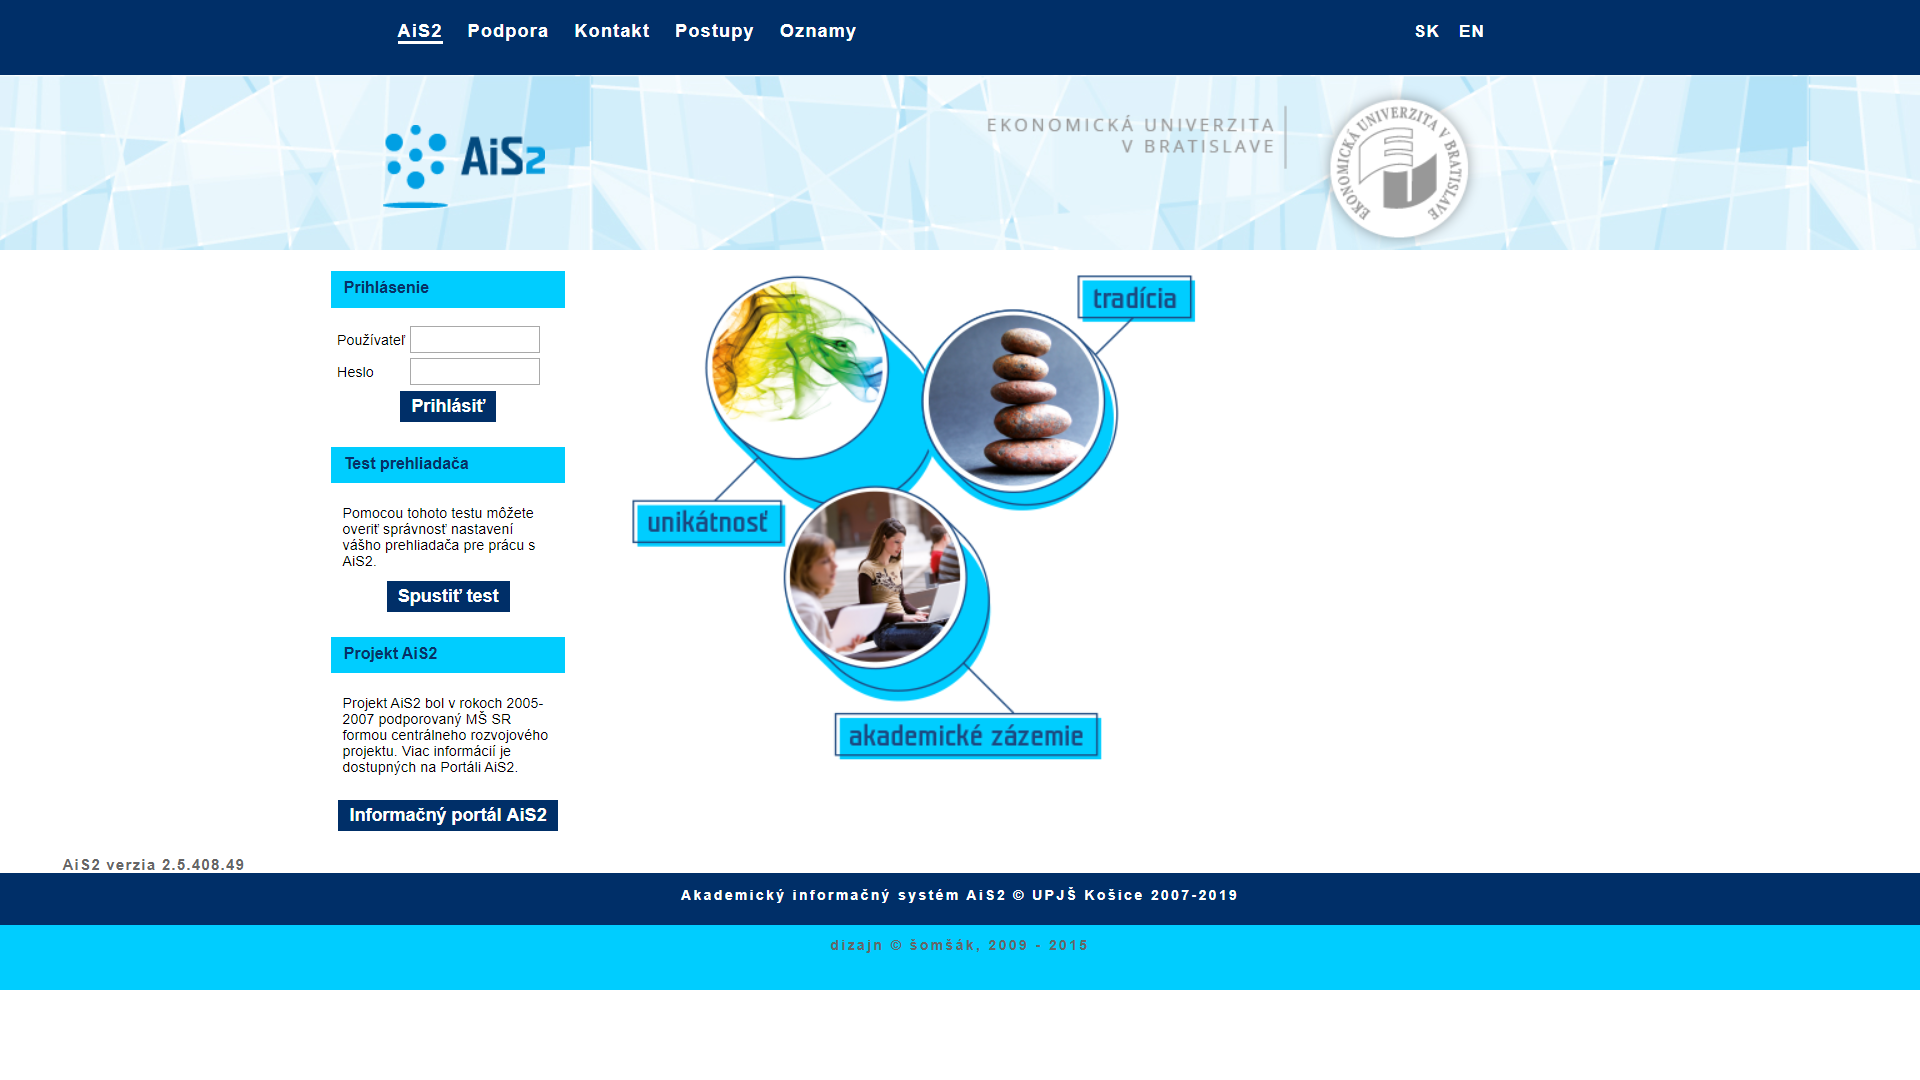 AiS2 Podpora Kontakt Postupy Oznamy SK EN
AiS2
EKONOMICKÁ UNIVERZITA
V BRATISLAVE
EKONOMICKÁ UNIVERZITA V BRATISLAVE
Prihlásenie
Používateľ
Heslo
Prihlásiť
Test prehliadača
Pomocou tohoto testu môžete
overiť správnosť nastavení
vášho prehliadača pre prácu s
AiS2.
Spustiť test
Projekt AiS2
Projekt AiS2 bol v rokoch 2005-
2007 podporovaný MŠ SR
formou centrálneho rozvojového
projektu. Viac informácií je
dostupných na Portáli AiS2.
Informačný portál AiS2
tradícia
unikátnosť
akademické zázemie
AiS2 verzia 2.5.408.49
Akademický informačný systém AiS2 © UPJŠ Košice 2007-2019
dizajn © šomšák, 2009 - 2015